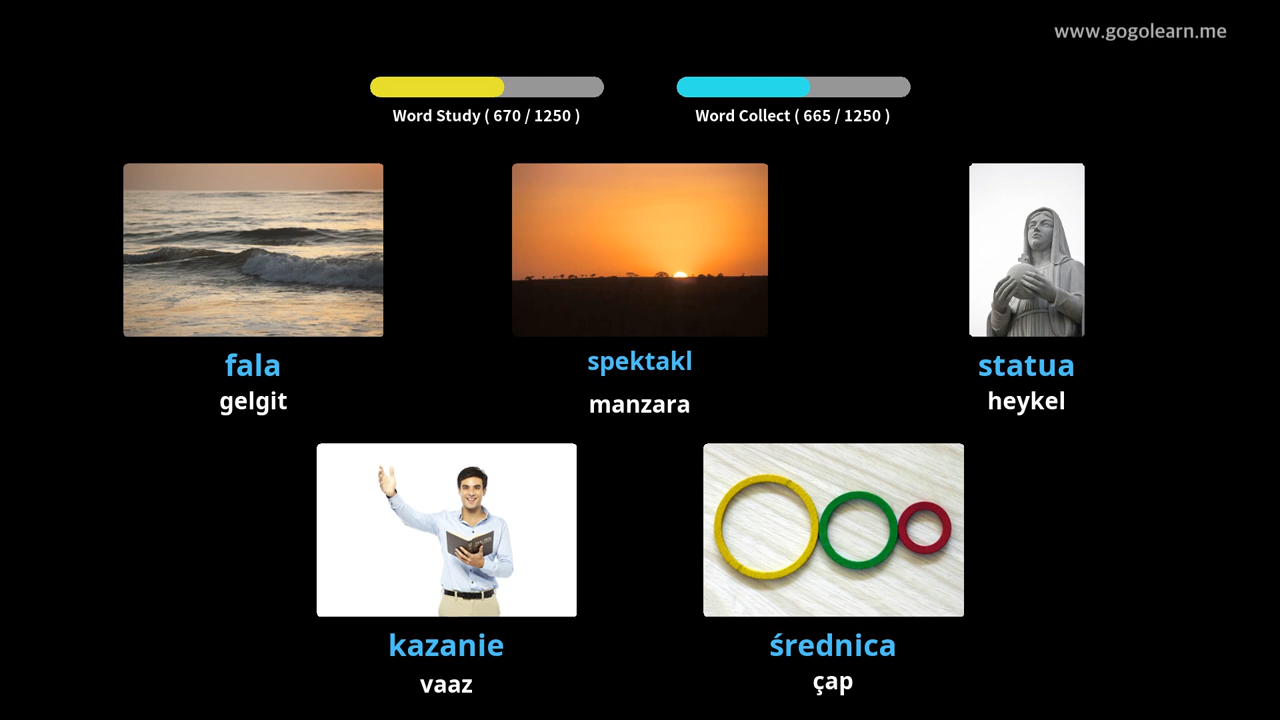 www.gogolearn.me
Word Study ( 670 / 1250 )
Word Collect ( 665 / 1250 )
fala
gelgit
spektakl
manzara
statua
heykel
kazanie
vaaz
średnica
çap